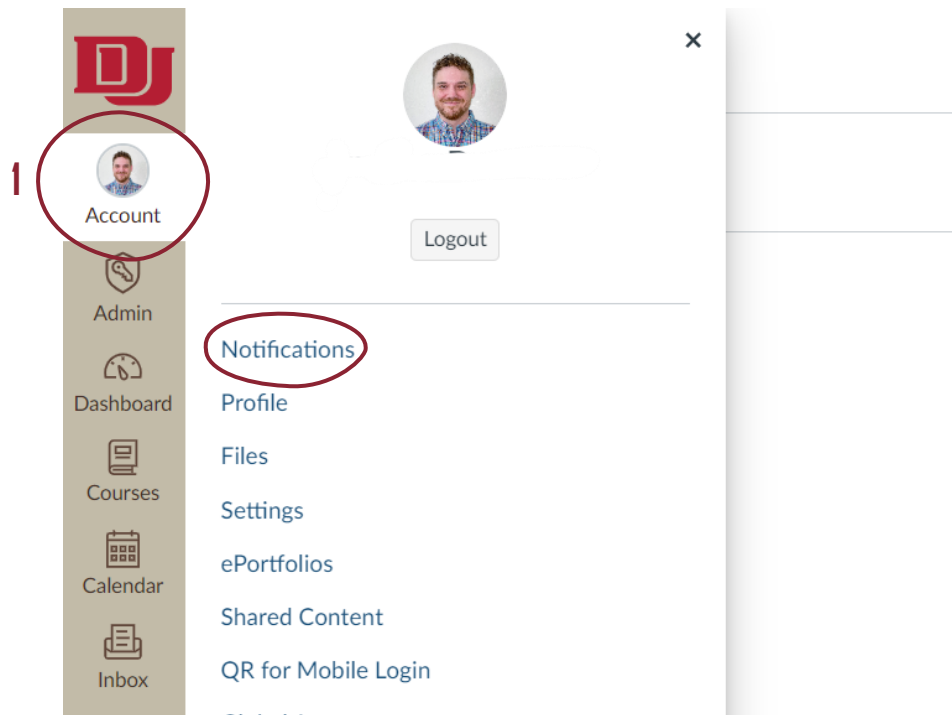 DJ
×
1
Account
Logout
Admin
Notifications
Dashboard
Profile
Files
Courses
Settings
ePortfolios
Calendar
Shared Content
QR for Mobile Login
Inbox